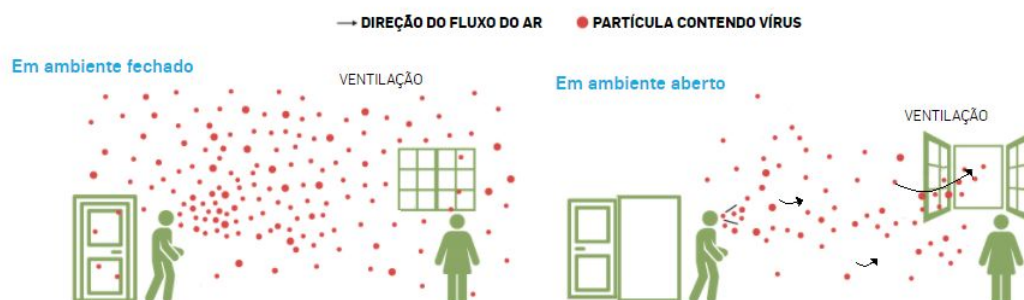 DIREÇÃO DO FLUXO DO AR
PARTÍCULA CONTENDO VÍRUS
Em ambiente fechado
VENTILAÇÃO
Em ambiente aberto
VENTILAÇÃO